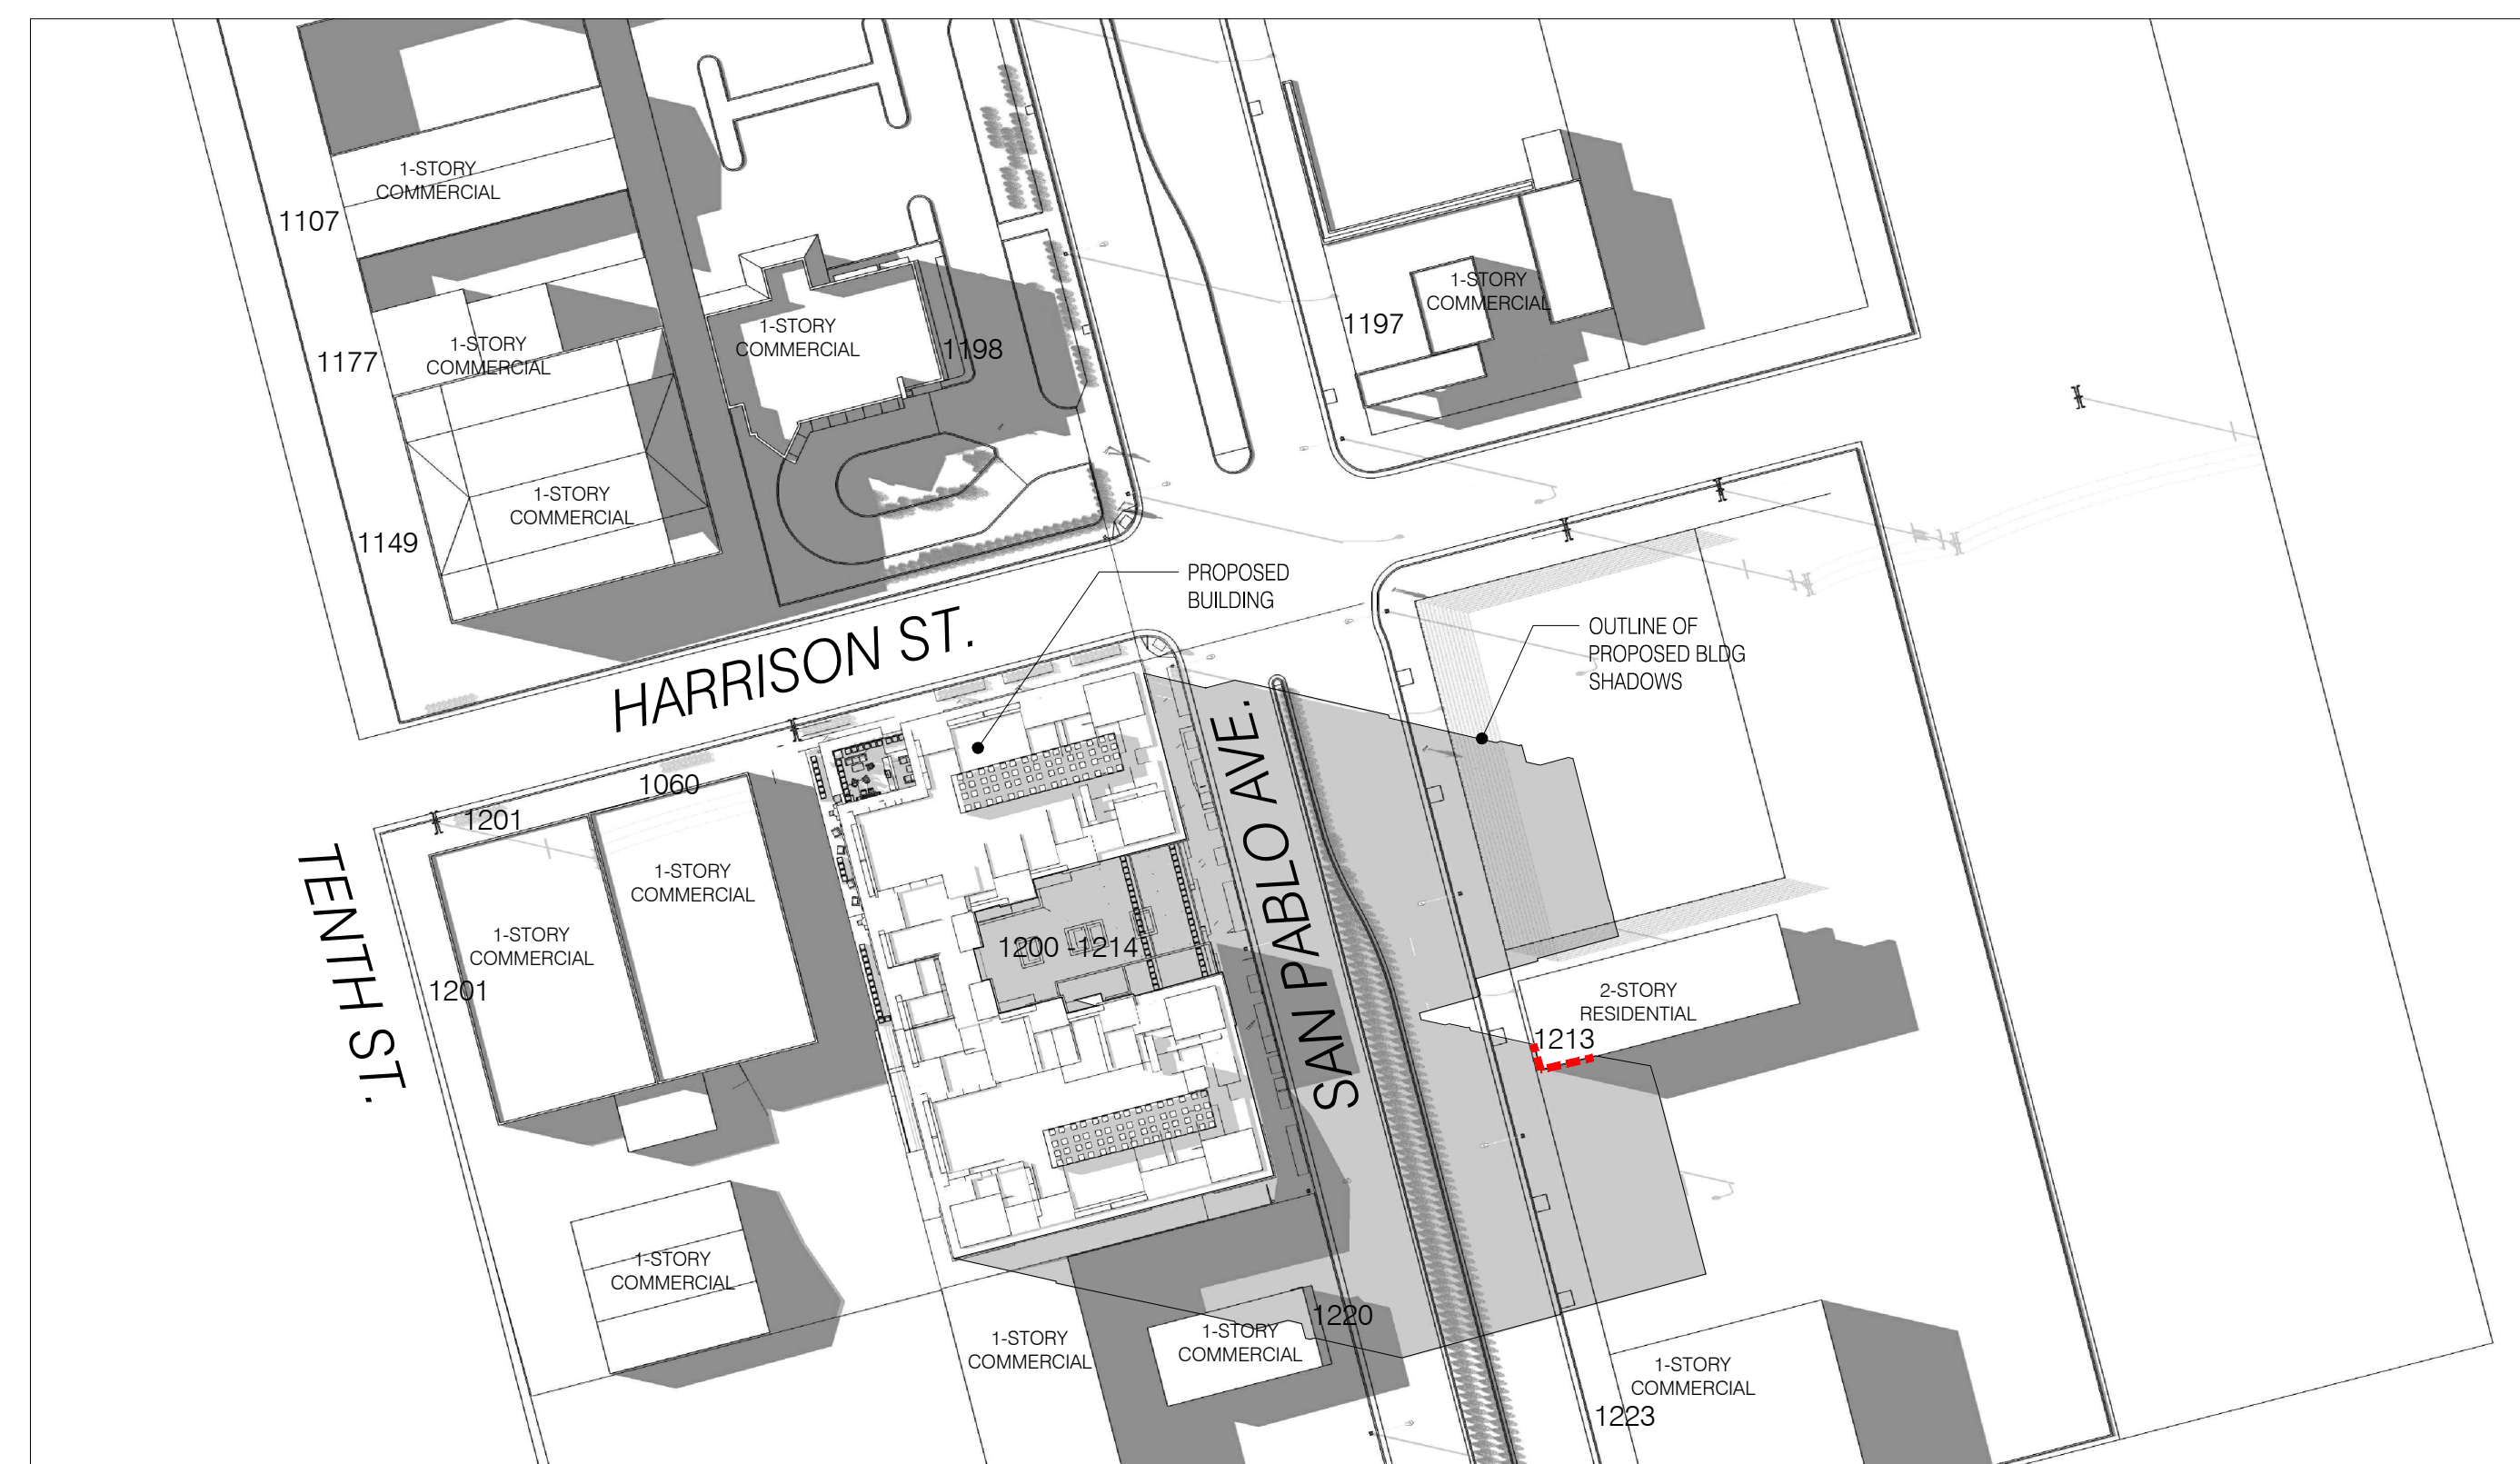 1-STORY
COMMERCIAL
1107
1-STORY
COMMERCIAL
1177
1-STORY
COMMERCIAL
1198
1-STORY
COMMERCIAL
1197
1-STORY
COMMERCIAL
1149
PROPOSED
BUILDING
OUTLINE OF
PROPOSED BLDG
SHADOWS
HARRISON ST.
1060
1201
1-STORY
COMMERCIAL
1-STORY
COMMERCIAL
1201
TENTH ST.
1200 -1214
SAN PABLO AVE.
2-STORY
RESIDENTIAL
1213
1-STORY
COMMERCIAL
1-STORY
COMMERCIAL
1-STORY
COMMERCIAL
1220
1-STORY
COMMERCIAL
1223